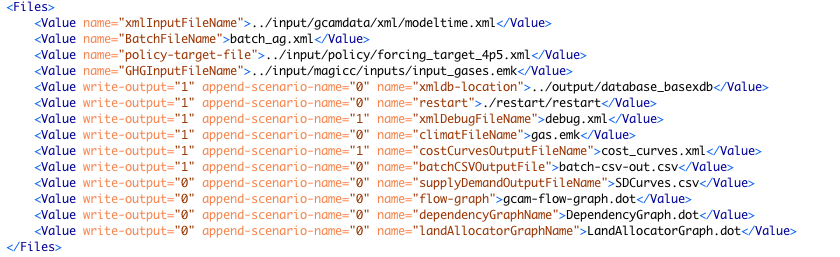 <Files>
<Value name="xmlInputFileName">../input/gcamdata/xml/modeltime.xml</Value>
<Value name="BatchFileName">batch_ag.xml</Value>
<Value name="policy-target-file">../input/policy/forcing_target_4p5.xml</Value>
<Value name="GHGInputFileName">../input/magicc/inputs/input_gases.emk</Value>
<Value write-output="1" append-scenario-name="0" name="xmldb-location">../output/database_basexdb</Value>
<Value write-output="1" append-scenario-name="0" name="restart">./restart/restart</Value>
<Value write-output="1" append-scenario-name="1" name="xmlDebugFileName">debug.xml</Value>
<Value write-output="1" append-scenario-name="0" name="climatFileName">gas.emk</Value>
<Value write-output="1" append-scenario-name="1" name="costCurvesOutputFileName">cost_curves.xml</Value>
<Value write-output="1" append-scenario-name="0" name="batchCSVOutputFile">batch-csv-out.csv</Value>
<Value write-output="0" append-scenario-name="0" name="supplyDemandOutputFileName">SDCurves.csv</Value>
<Value write-output="0" append-scenario-name="0" name="flow-graph">gcam-flow-graph.dot</Value>
<Value write-output="0" append-scenario-name="0" name="dependencyGraphName">DependencyGraph.dot</Value>
<Value write-output="0" append-scenario-name="0" name="landAllocatorGraphName">LandAllocatorGraph.dot</Value>
</Files>